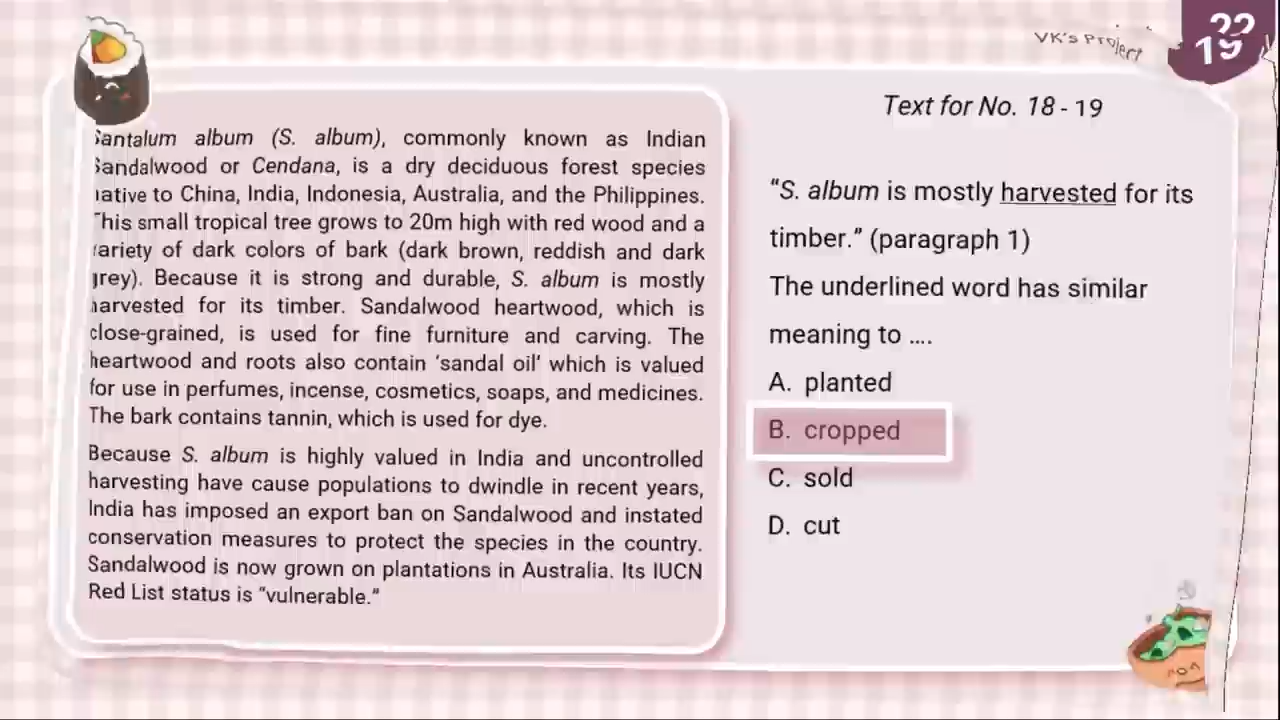 22
19
VK's Project
Santalum album (S. album), commonly known as Indian
Sandalwood or Cendana, is a dry deciduous forest species
native to China, India, Indonesia, Australia, and the Philippines.
This small tropical tree grows to 20m high with red wood and a
variety of dark colors of bark (dark brown, reddish and dark
grey). Because it is strong and durable, S. album is mostly
harvested for its timber. Sandalwood heartwood, which is
close-grained, is used for fine furniture and carving. The
heartwood and roots also contain ‘sandal oil’ which is valued
for use in perfumes, incense, cosmetics, soaps, and medicines.
The bark contains tannin, which is used for dye.
Because S. album is highly valued in India and uncontrolled
harvesting have cause populations to dwindle in recent years,
India has imposed an export ban on Sandalwood and instated
conservation measures to protect the species in the country.
Sandalwood is now grown on plantations in Australia. Its IUCN
Red List status is “vulnerable.”
Text for No. 18 - 19
“S. album is mostly harvested for its
timber.” (paragraph 1)
The underlined word has similar
meaning to ....
A. planted
B. cropped
C. sold
D. cut